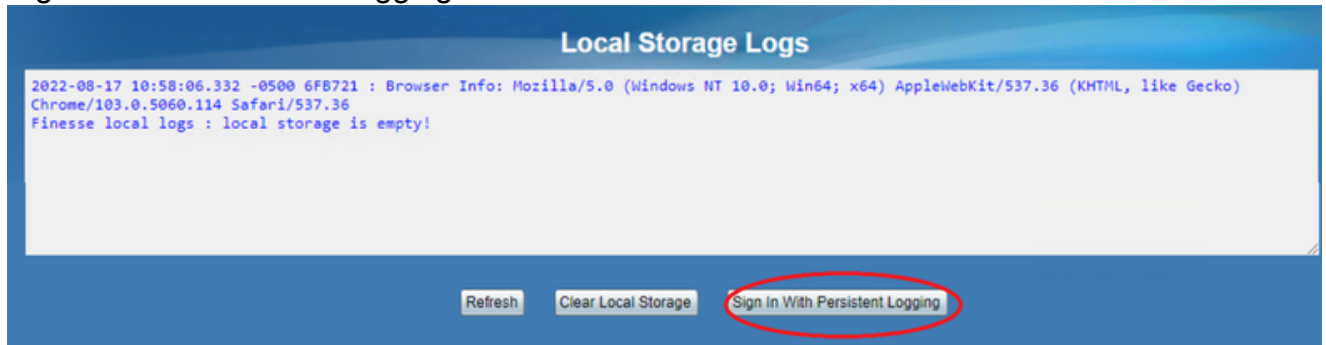 Local Storage Logs
2022-08-17 10:58:06.332 -0500 6FB721 : Browser Info: Mozilla/5.0 (Windows NT 10.0; Win64; x64) AppleWebKit/537.36 (KHTML, like Gecko)
Chrome/103.0.5060.114 Safari/537.36
Finesse local logs : local storage is empty!
Refresh Clear Local Storage Sign In With Persistent Logging